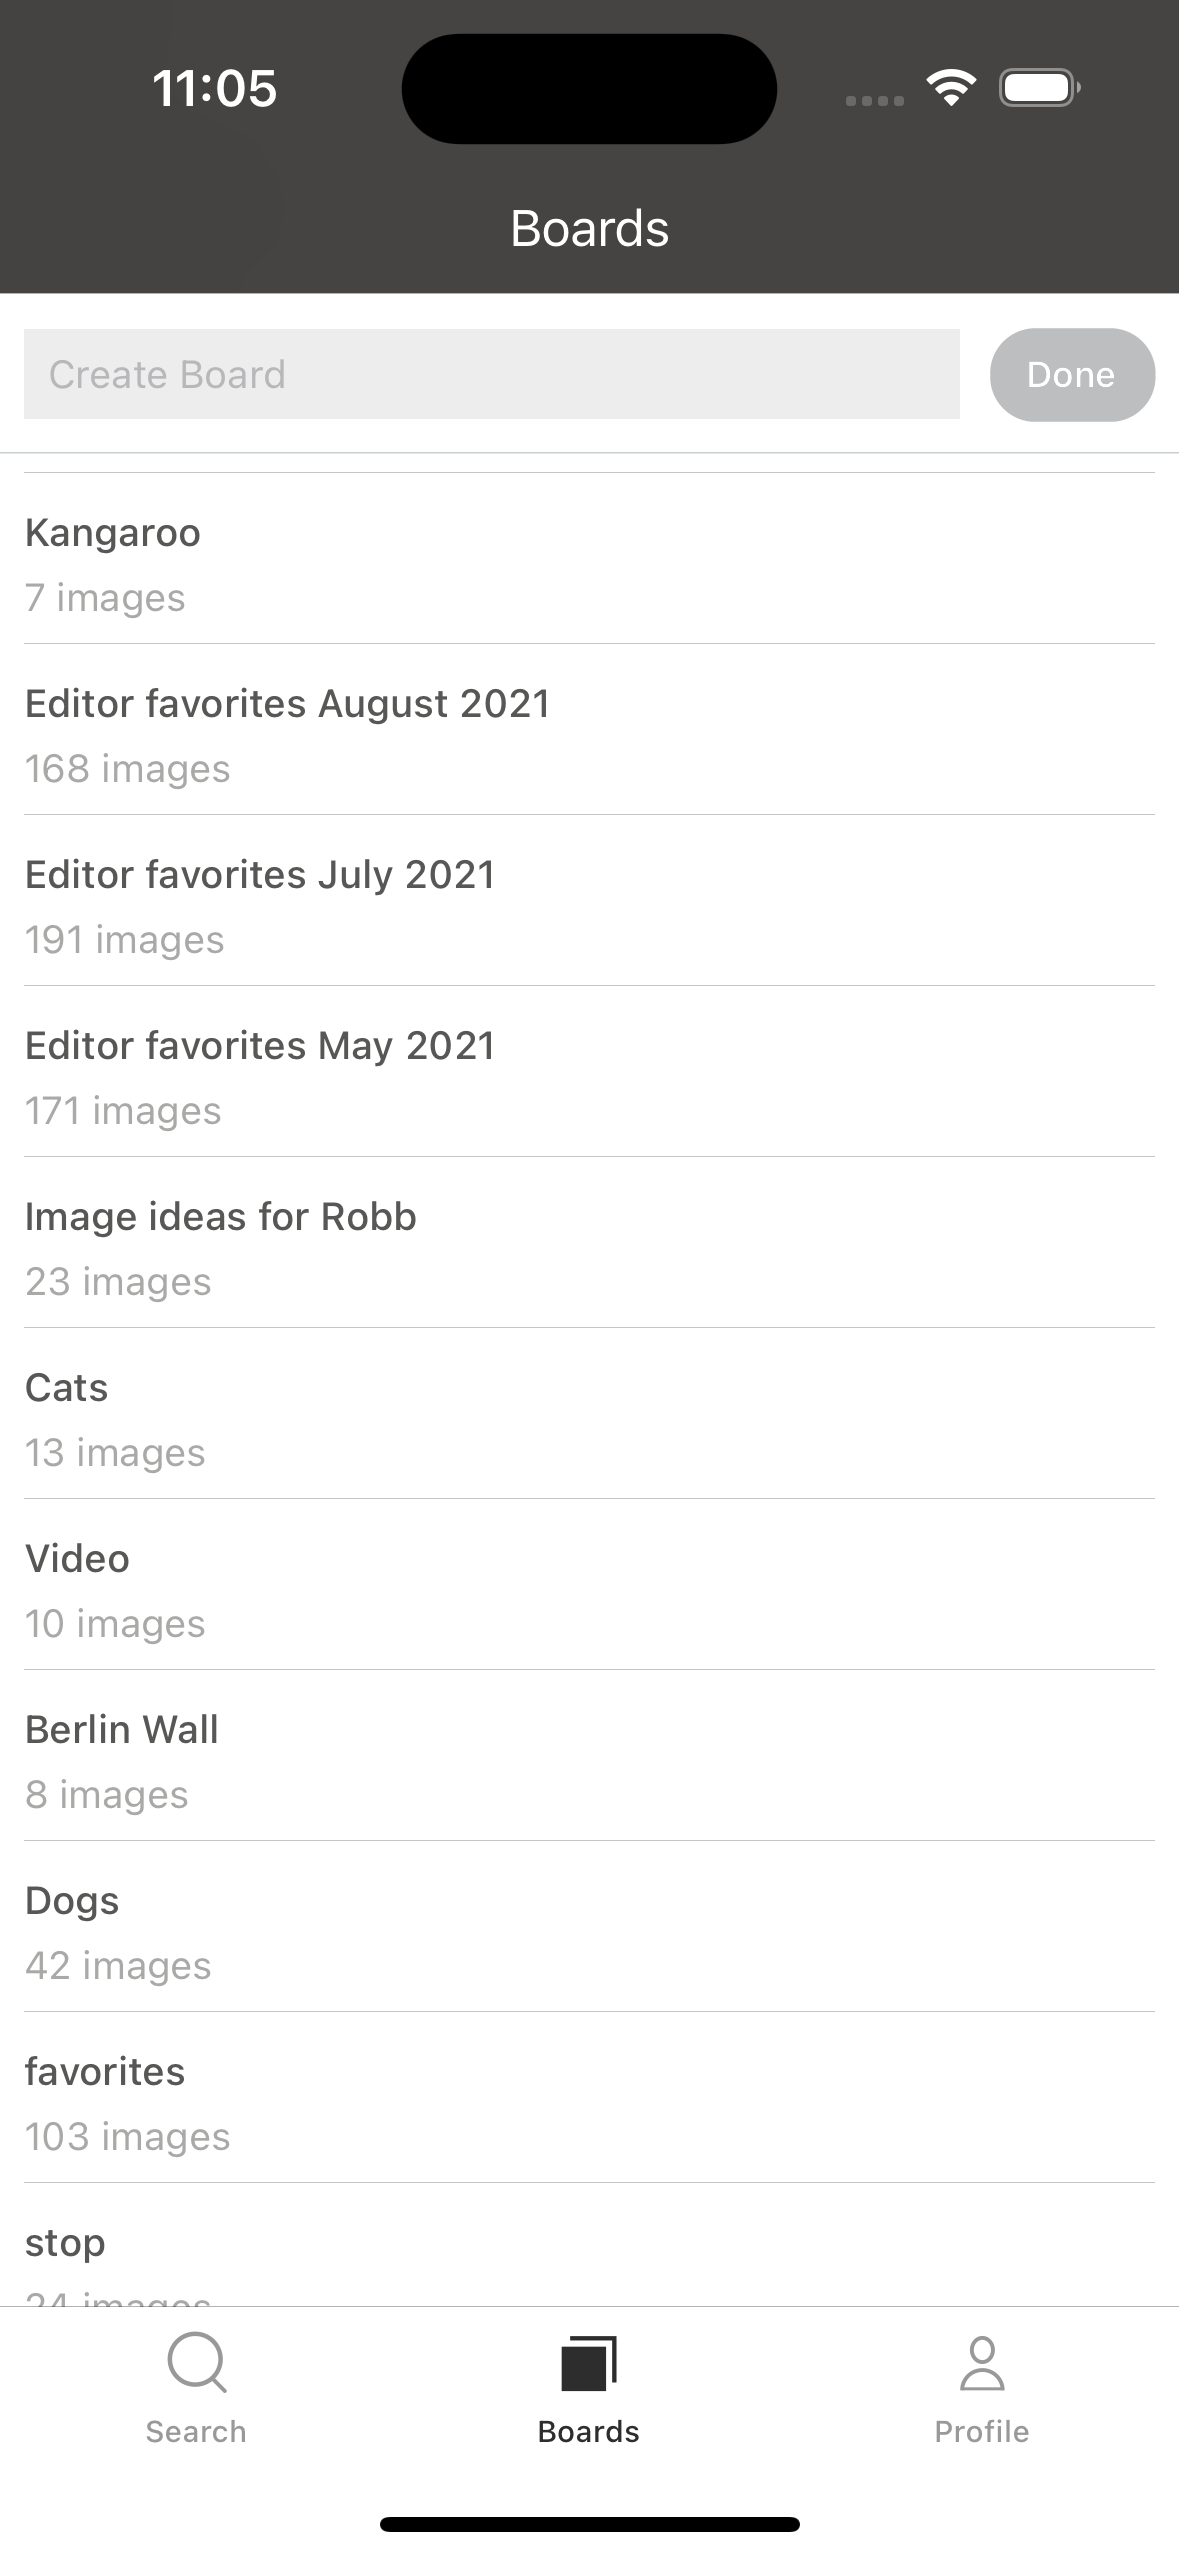 11:05
Boards
Create Board
Done
Kangaroo
7 images
Editor favorites August 2021
168 images
Editor favorites July 2021
191 images
Editor favorites May 2021
171 images
Image ideas for Robb
23 images
Cats
13 images
Video
10 images
Berlin Wall
8 images
Dogs
42 images
favorites
103 images
stop
24 images
Search
Boards
Profile